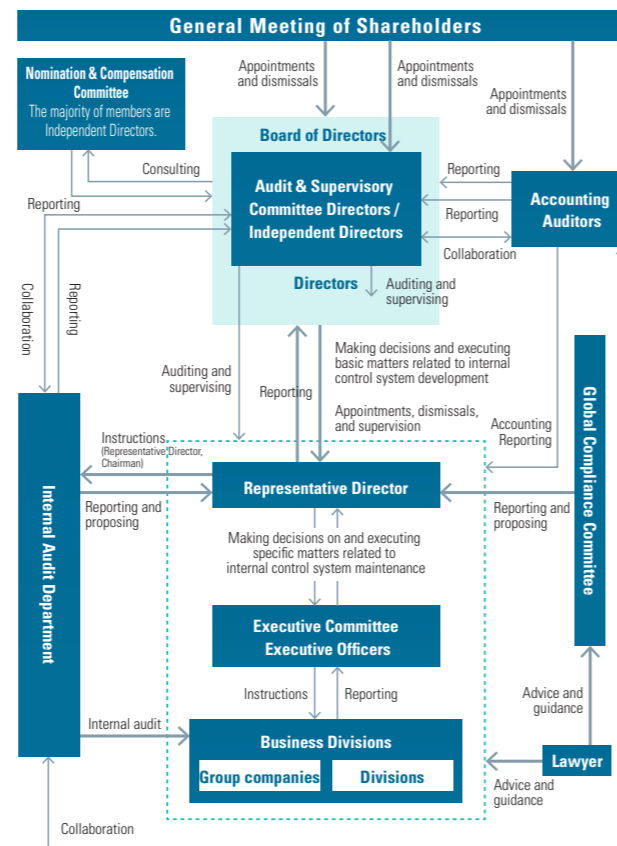 General Meeting of Shareholders
Nomination & Compensation
Committee
The majority of members are
Independent Directors.
Appointments
and dismissals
Appointments
and dismissals
Appointments
and dismissals
Board of Directors
Consulting
Reporting
Audit & Supervisory
Committee Directors /
Independent Directors
Reporting
Reporting
Collaboration
Accounting
Auditors
Directors
Auditing and
supervising
Collaboration
Reporting
Auditing and
supervising
Reporting
Making decisions and executing
basic matters related to internal
control system development
Appointments, dismissals,
and supervision
Accounting
Reporting
Global Compliance Committee
Internal Audit Department
Instructions
(Representative Director,
Chairman)
Reporting and
proposing
Representative Director
Reporting and
proposing
Making decisions on and executing
specific matters related to
internal control system maintenance
Executive Committee
Executive Officers
Instructions
Reporting
Advice and
guidance
Internal audit
Business Divisions
Group companies
Divisions
Lawyer
Advice and
guidance
Collaboration